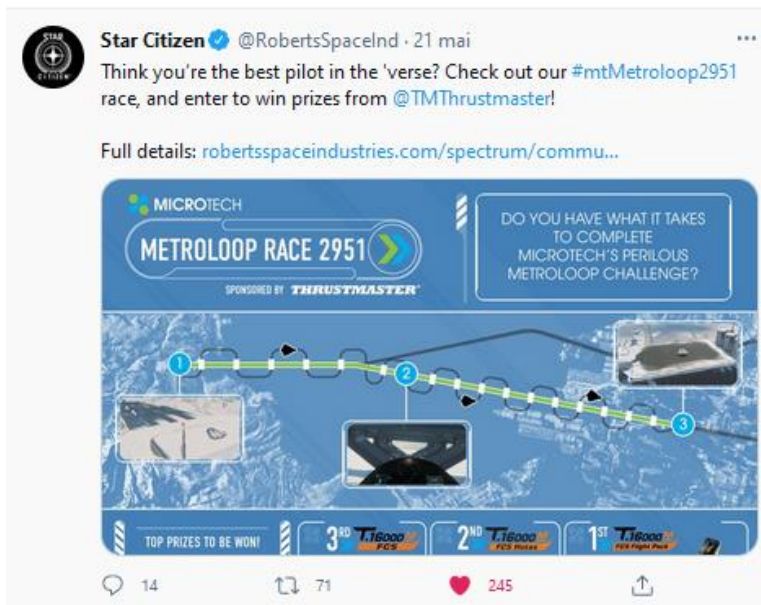 STAR
CITIZEN
Star Citizen @RobertsSpaceInd · 21 mai
Think you're the best pilot in the 'verse? Check out our #mtMetroloop2951
race, and enter to win prizes from @TMThrustmaster!
Full details: robertsspaceindustries.com/spectrum/commu...
MICROTECH
METROLOOP RACE 2951
SPONSORED BY THRUSTMASTER
DO YOU HAVE WHAT IT TAKES
TO COMPLETE
MICROTECH'S PERILOUS
METROLOOP CHALLENGE?
1
2
3
TOP PRIZES TO BE WON!
3RD T.16000M
FCS
2ND T.16000M
FCS Hotas
1ST T.16000M
FCS Flight Pack
14 71 245